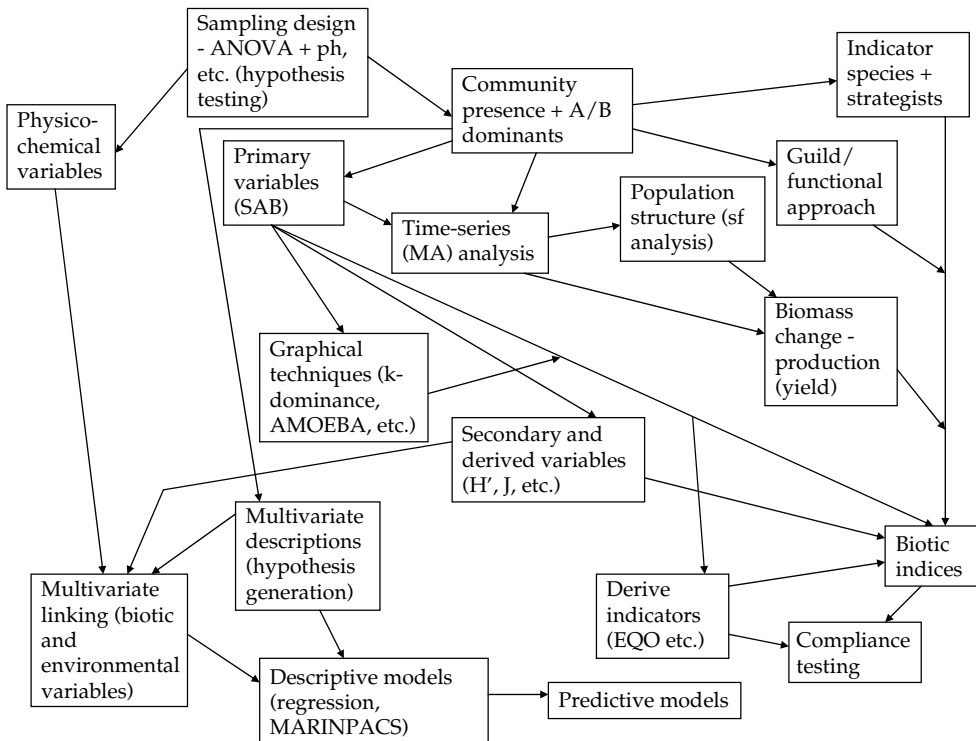 Sampling design
- ANOVA + ph,
etc. (hypothesis
testing)
Indicator
species +
strategists
Community
presence + A/B
dominants
Physico-
chemical
variables
Primary
variables
(SAB)
Guild/
functional
approach
Population
structure (sf
analysis)
Time-series
(MA) analysis
Biomass
change -
production
(yield)
Graphical
techniques (k-
dominance,
AMOEBA, etc.)
Secondary and
derived variables
(H′, J, etc.)
Multivariate
descriptions
(hypothesis
generation)
Biotic
indices
Multivariate
linking (biotic
and
environmental
variables)
Derive
indicators
(EQO etc.)
Compliance
testing
Descriptive models
(regression,
MARINPACS)
Predictive models